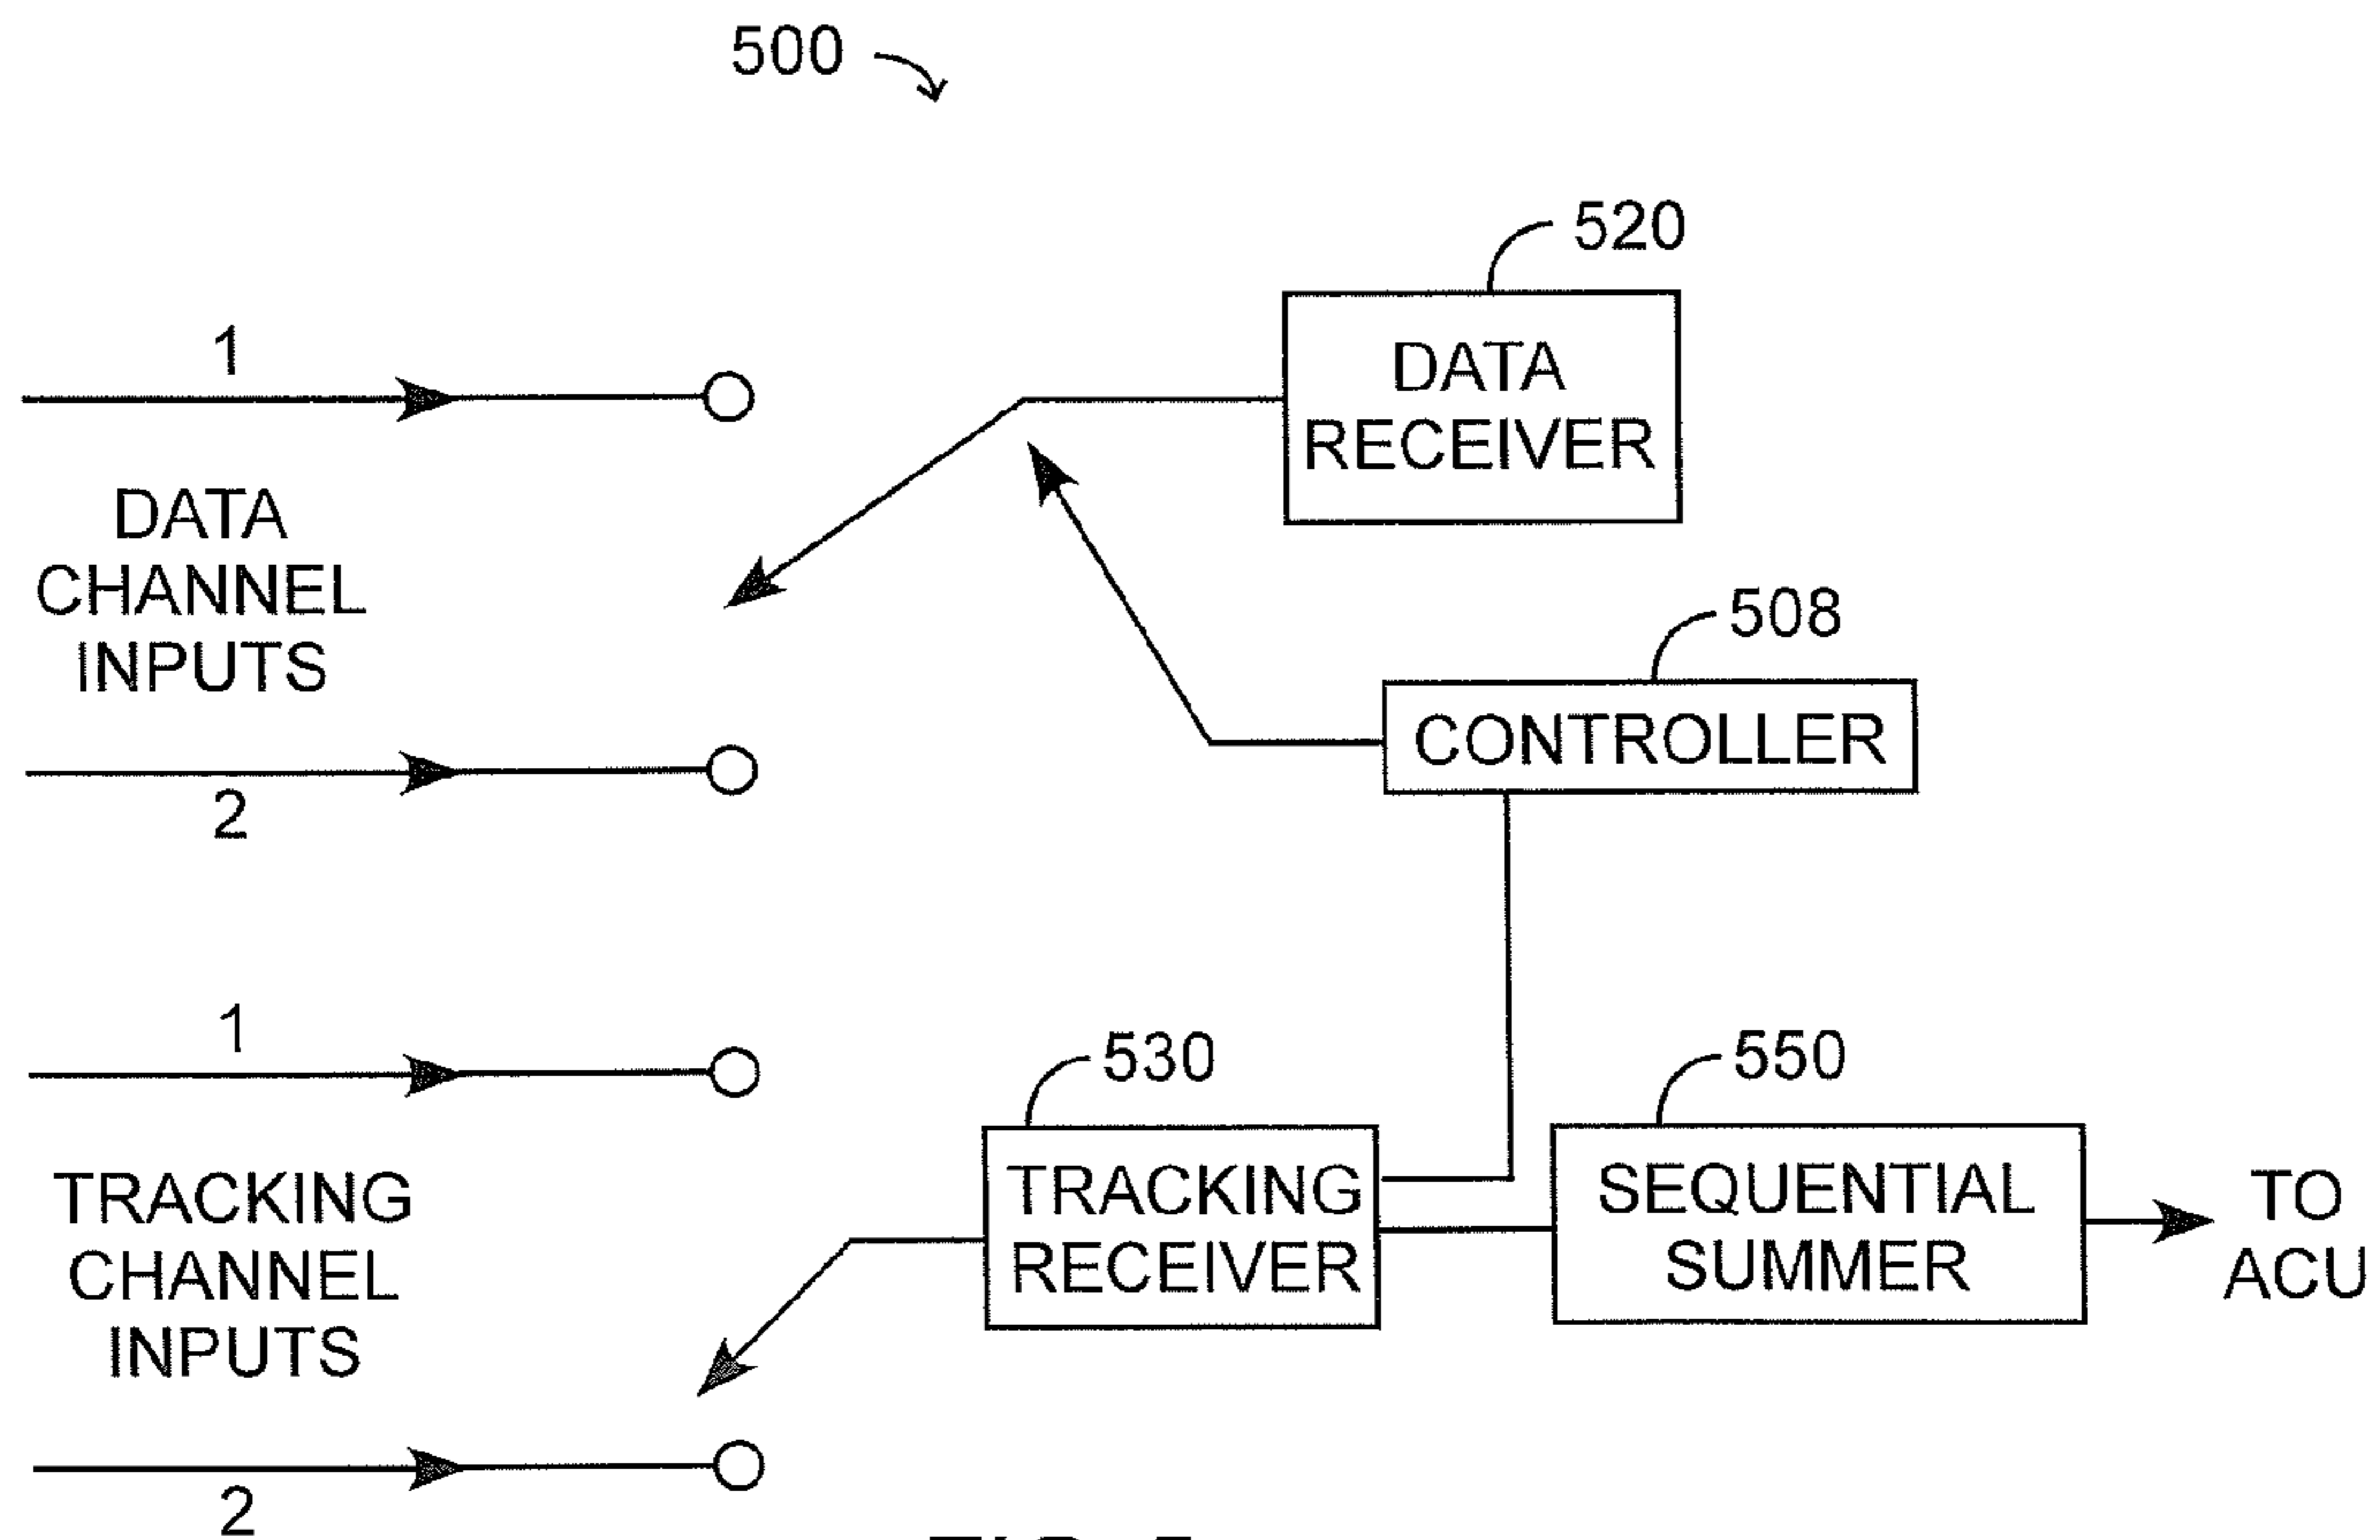 500
520
1
DATA
RECEIVER
DATA
CHANNEL
INPUTS
508
CONTROLLER
2
1
530
550
TRACKING
CHANNEL
INPUTS
TRACKING
RECEIVER
SEQUENTIAL
SUMMER
TO
ACU
2